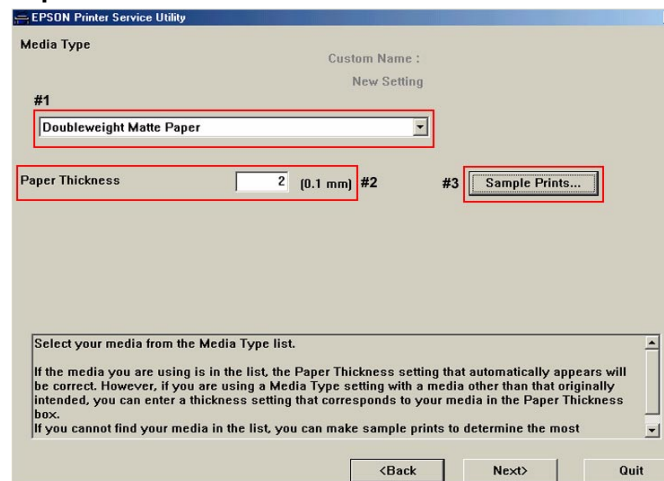 EPSON Printer Service Utility
Media Type
Custom Name :
New Setting
#1
Doubleweight Matte Paper
Paper Thickness 2 (0.1 mm) #2 #3 Sample Prints...
Select your media from the Media Type list.
If the media you are using is in the list, the Paper Thickness setting that automatically appears will
be correct. However, if you are using a Media Type setting with a media other than that originally
intended, you can enter a thickness setting that corresponds to your media in the Paper Thickness
box.
If you cannot find your media in the list, you can make sample prints to determine the most
<Back Next> Quit